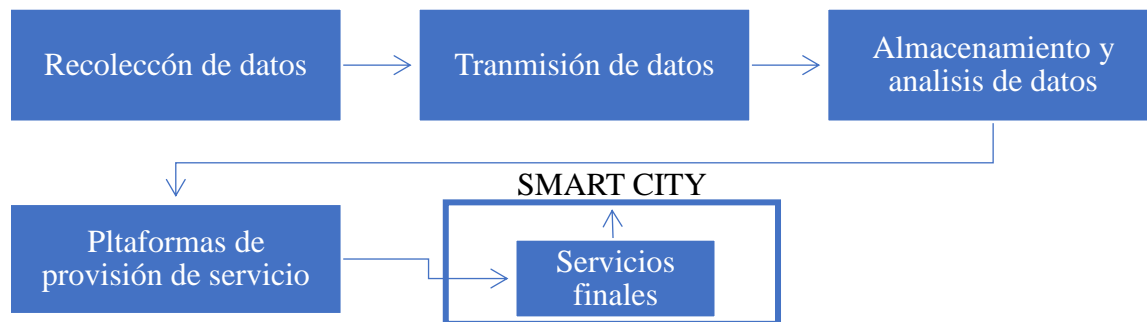 Recoleccón de datos
Tranmisión de datos
Almacenamiento y
analisis de datos
SMART CITY
Pltaformas de
provisión de servicio
Servicios
finales